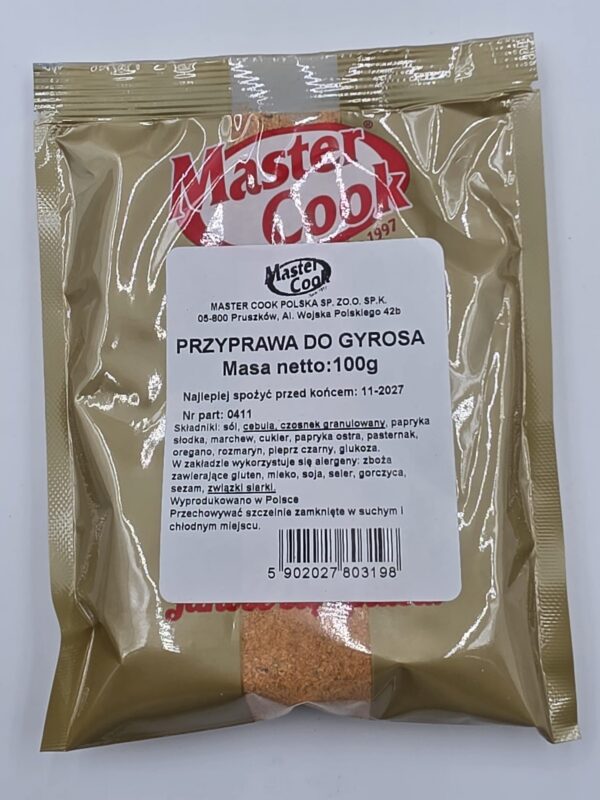 Master
Cook
®
1997
Master
Cook
MASTER COOK POLSKA SP. ZO.O. SP.K.
05-800 Pruszków, Al. Wojska Polskiego 42b
PRZYPRAWA DO GYROSA
Masa netto:100g
Najlepiej spożyć przed końcem: 11-2027
Nr part: 0411
Składniki: sól, cebula, czosnek granulowany, papryka
słodka, marchew, cukier, papryka ostra, pasternak,
oregano, rozmaryn, pieprz czarny, glukoza.
W zakładzie wykorzystuje się alergeny: zboża
zawierające gluten, mleko, soja, seler, gorczyca,
sezam, związki siarki.
Wyprodukowano w Polsce
Przechowywać szczelnie zamknięte w suchym i
chłodnym miejscu.
5 902027 803198